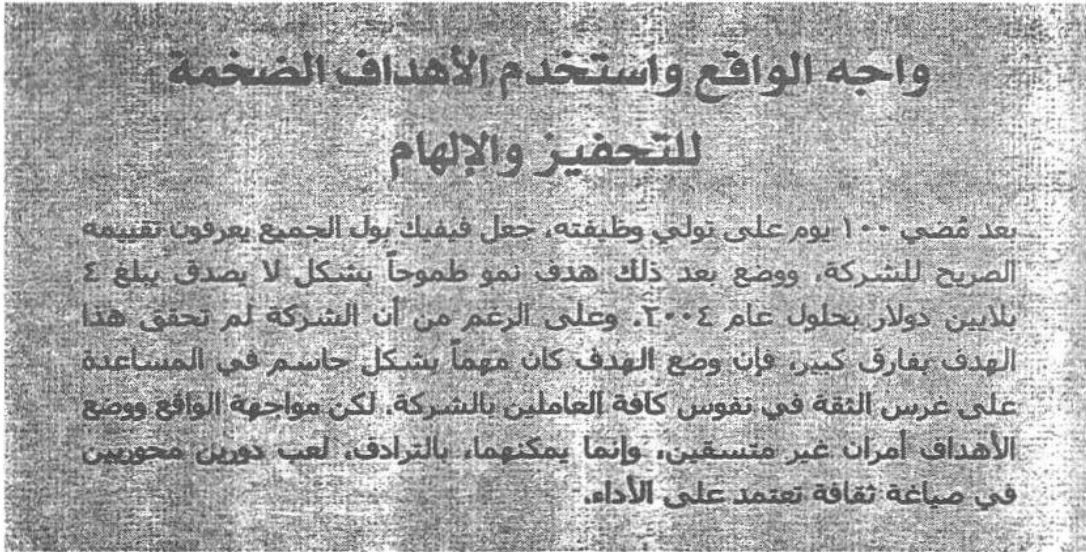 واجه الواقع واستخدم الأهداف الضخمة
للتحفيز والإلهام
بعد مُضي ١٠٠ يوم على تولي وظيفته، جعل فيفيك بول الجميع يعرفون تقييمه
الصريح للشركة، ووضع بعد ذلك هدف نمو طموحاً بشكل لا يصدق يبلغ ٤
بلايين دولار بحلول عام ٢٠٠٤. وعلى الرغم من أن الشركة لم تحقق هذا
الهدف بفارق كبير، فإن وضع الهدف كان مهماً بشكل حاسم في المساعدة
على غرس الثقة في نفوس كافة العاملين بالشركة. لكن مواجهة الواقع ووضع
الأهداف أمران غير متسقين، وإنما يمكنهما، بالترادف، لعب دورين محوريين
في صياغة ثقافة تعتمد على الأداء.